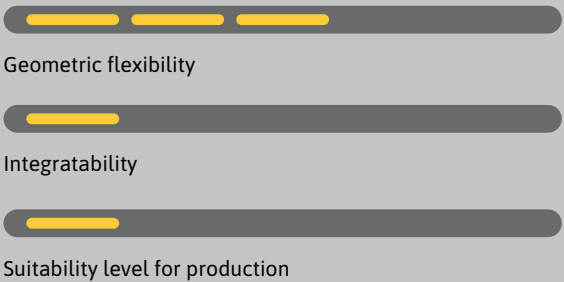 Geometric flexibility
Integratability
Suitability level for production